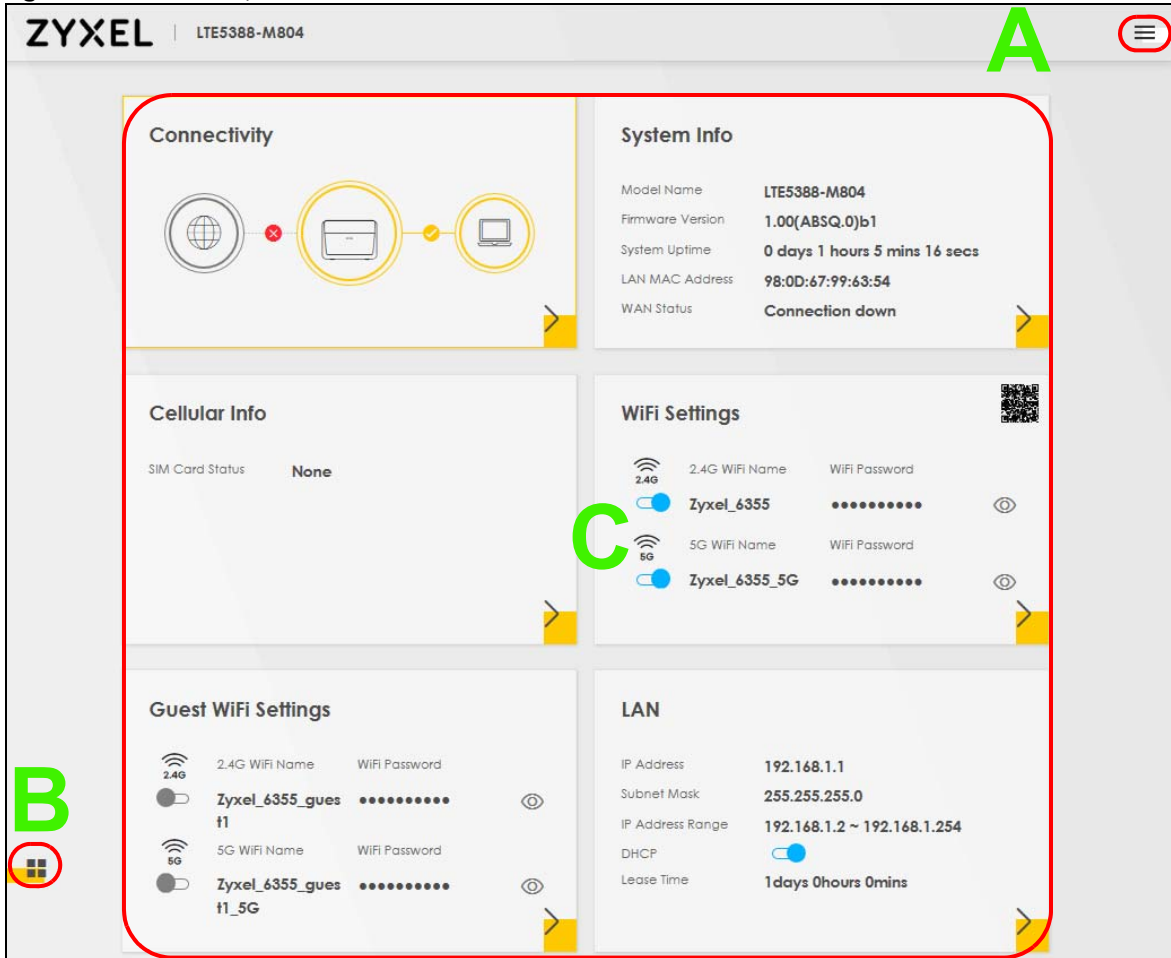 ZYXEL LTE5388-M804
A
Connectivity
System Info
Model Name LTE5388-M804
Firmware Version 1.00(ABSQ.0)b1
System Uptime 0 days 1 hours 5 mins 16 secs
LAN MAC Address 98:0D:67:99:63:54
WAN Status Connection down
Cellular Info
SIM Card Status None
WiFi Settings
2.4G 2.4G WiFi Name WiFi Password
Zyxel_6355 ••••••••••
C
5G 5G WiFi Name WiFi Password
Zyxel_6355_5G ••••••••••
Guest WiFi Settings
2.4G 2.4G WiFi Name WiFi Password
Zyxel_6355_gues ••••••••••
t1
5G 5G WiFi Name WiFi Password
Zyxel_6355_gues ••••••••••
t1_5G
B
LAN
IP Address 192.168.1.1
Subnet Mask 255.255.255.0
IP Address Range 192.168.1.2 ~ 192.168.1.254
DHCP
Lease Time 1days 0hours 0mins